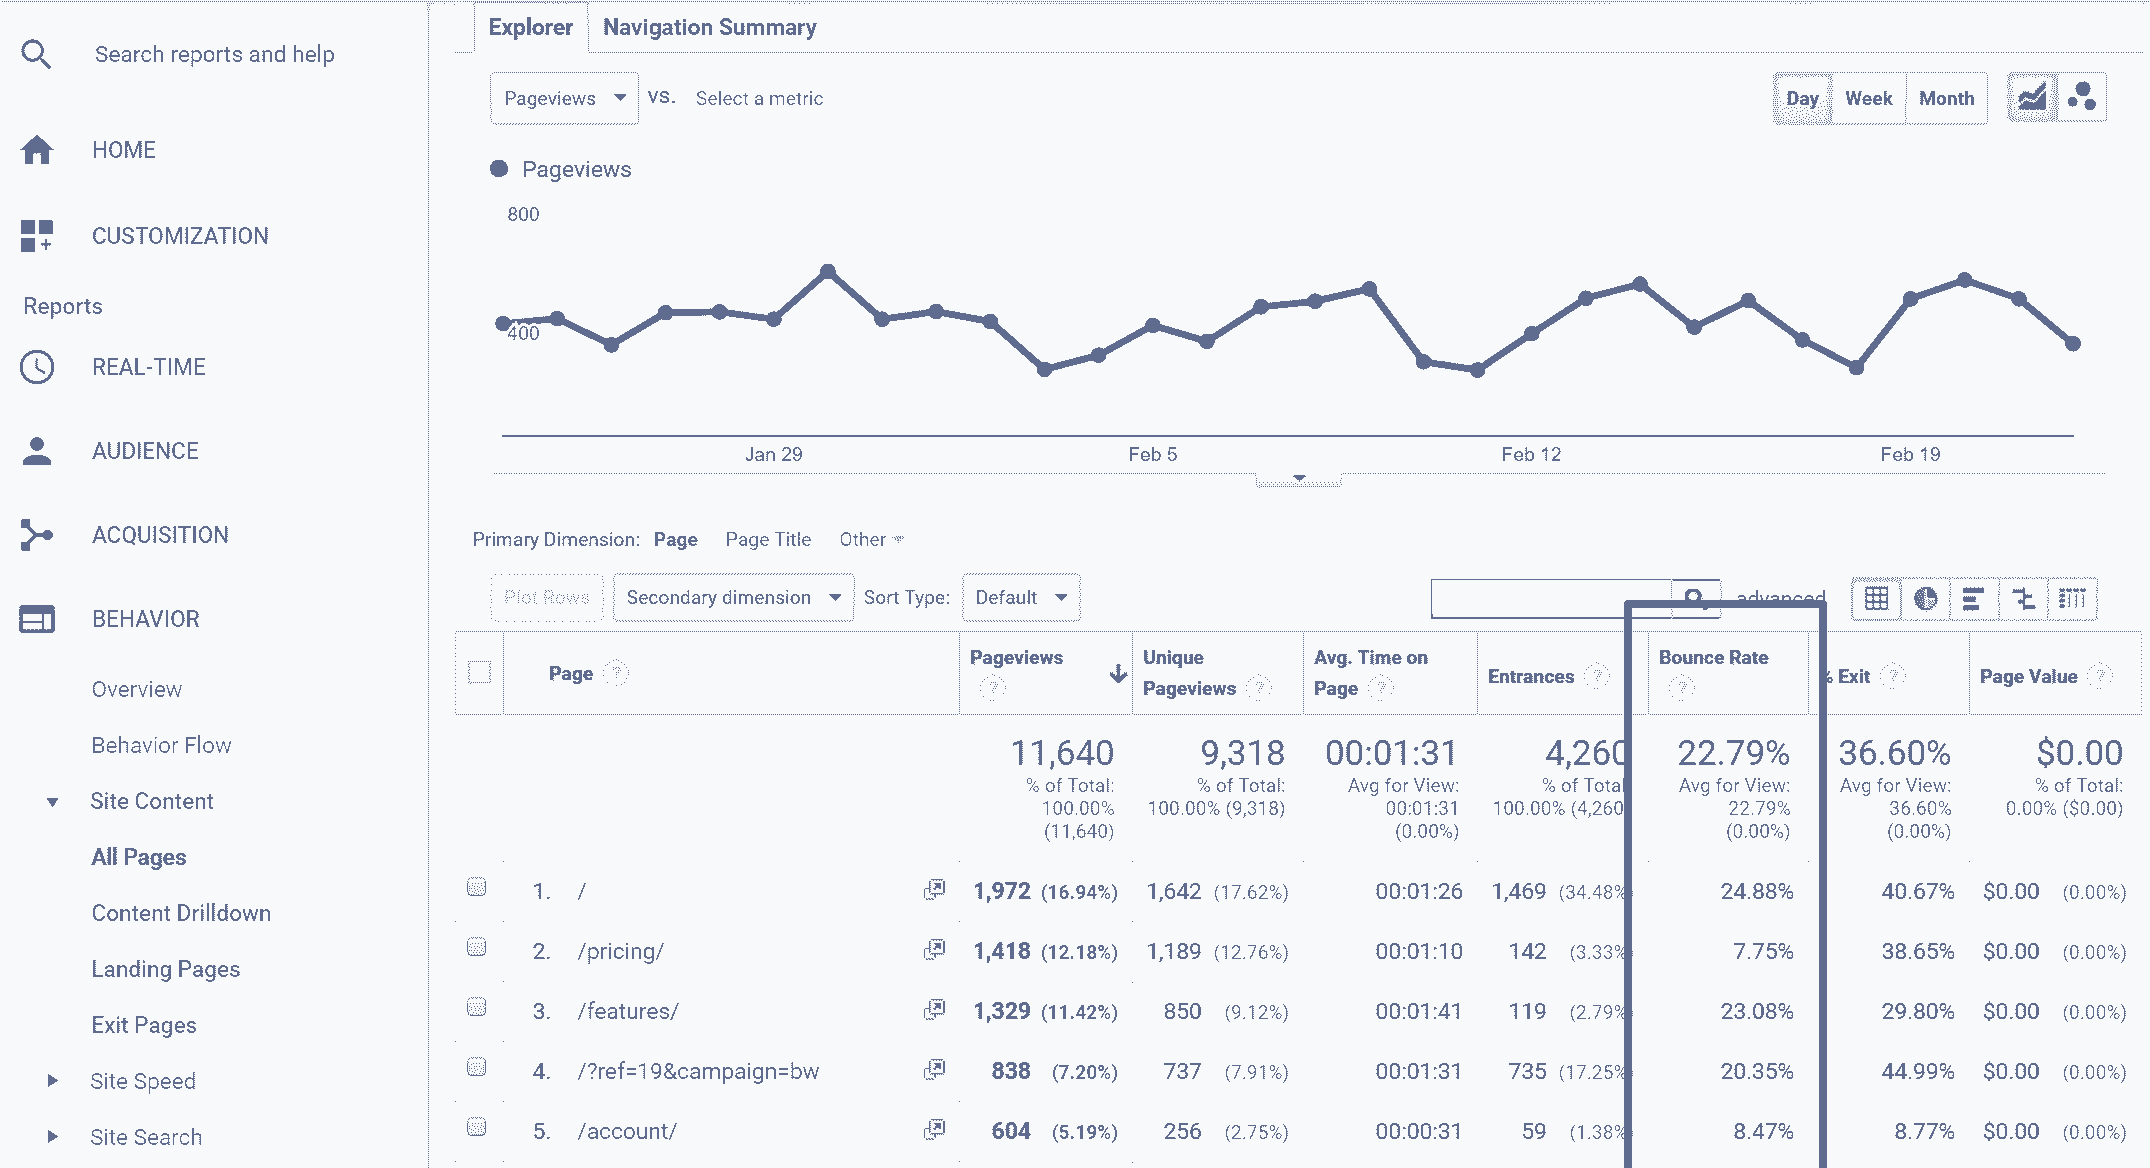 Search reports and help
HOME
CUSTOMIZATION
Reports
REAL-TIME
AUDIENCE
ACQUISITION
BEHAVIOR
Overview
Behavior Flow
Site Content
All Pages
Content Drilldown
Landing Pages
Exit Pages
Site Speed
Site Search
Explorer Navigation Summary
Pageviews VS. Select a metric
Day Week Month
Pageviews
800
400
Jan 29 Feb 5 Feb 12 Feb 19
Primary Dimension: Page Page Title Other
Plot Rows Secondary dimension Sort Type: Default advanced
Page ? Pageviews ? Unique Pageviews ? Avg. Time on Page ? Entrances ? Bounce Rate ? % Exit ? Page Value ?
11,640 9,318 00:01:31 4,260 22.79% 36.60% $0.00
% of Total: % of Total: Avg for View: % of Total Avg for View: Avg for View: % of Total:
100.00% 100.00% (9,318) 00:01:31 100.00% (4,260 22.79% 36.60% 0.00% ($0.00)
(11,640) (0.00%) (0.00%) (0.00%)
1. / 1,972 (16.94%) 1,642 (17.62%) 00:01:26 1,469 (34.48% 24.88% 40.67% $0.00 (0.00%)
2. /pricing/ 1,418 (12.18%) 1,189 (12.76%) 00:01:10 142 (3.33% 7.75% 38.65% $0.00 (0.00%)
3. /features/ 1,329 (11.42%) 850 (9.12%) 00:01:41 119 (2.79% 23.08% 29.80% $0.00 (0.00%)
4. /?ref=19&campaign=bw 838 (7.20%) 737 (7.91%) 00:01:31 735 (17.25% 20.35% 44.99% $0.00 (0.00%)
5. /account/ 604 (5.19%) 256 (2.75%) 00:00:31 59 (1.38% 8.47% 8.77% $0.00 (0.00%)